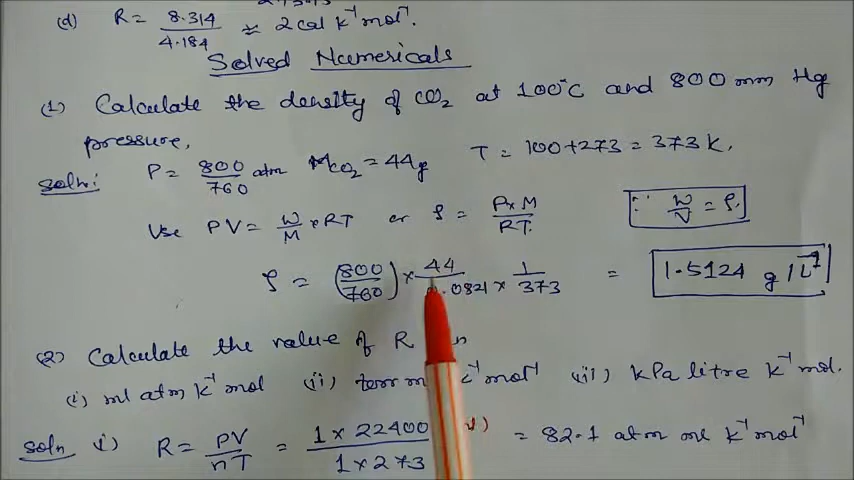 (d) R = 8.314 / 4.184 ≈ 2 cal k⁻¹ mol⁻¹.
Solved Numericals
(1) Calculate the density of CO₂ at 100°C and 800 mm Hg
pressure.
Soln: P = 800/760 atm MCO₂ = 44g T = 100+273 = 373 K.
Use PV = W/M × RT or ρ = P×M/RT ∵ W/V = ρ.
ρ = (800/760) × 44/0.0821 × 1/373 = 1.5124 g/L⁻¹
(2) Calculate the value of R
(i) ml atm k⁻¹ mol (ii) torr k⁻¹ mol⁻¹ (iii) kPa litre k⁻¹ mol.
Soln (i) R = PV/nT = 1 × 22400 / 1 × 273 = 82.1 atm ml k⁻¹ mol⁻¹